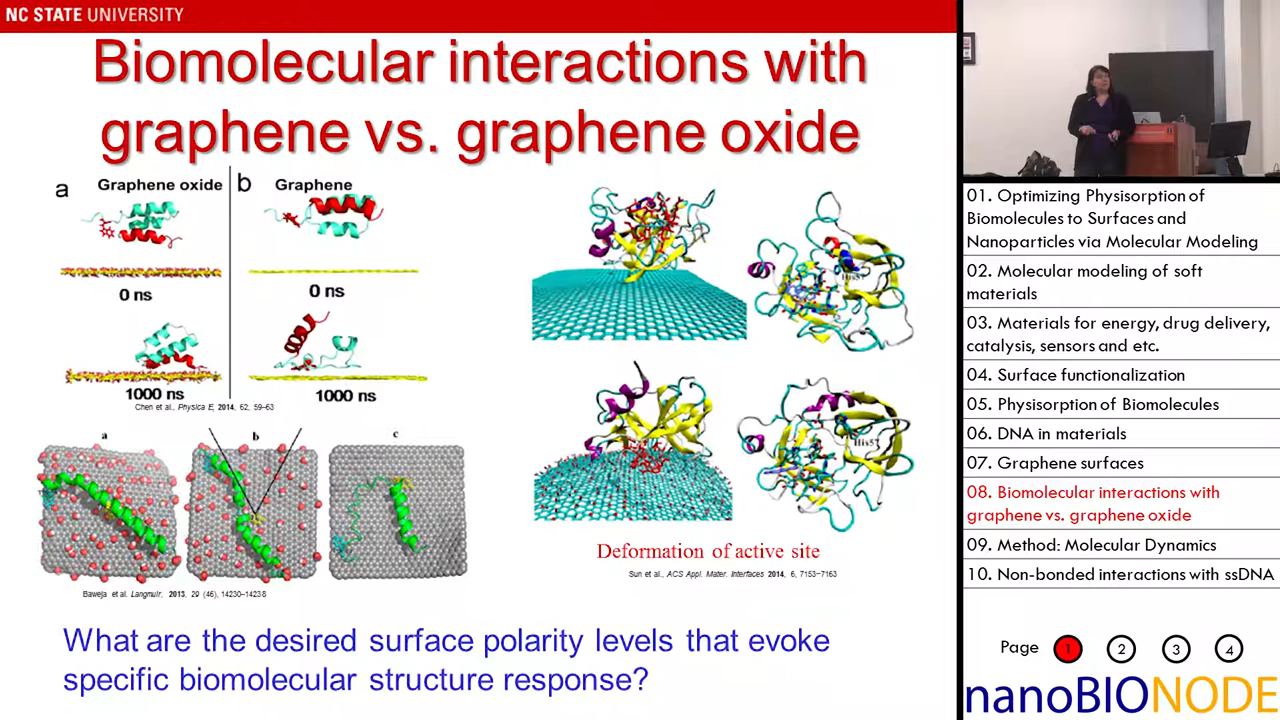 NC STATE UNIVERSITY
Biomolecular interactions with
graphene vs. graphene oxide
a
Graphene oxide
b
Graphene
0 ns
0 ns
1000 ns
1000 ns
Chen et al., Physica E, 2014, 62, 59–63
a
b
c
Baweja et al. Langmuir, 2013, 29 (46), 14230–14238
His57
His57
Deformation of active site
Sun et al., ACS Appl. Mater. Interfaces 2014, 6, 7153–7163
What are the desired surface polarity levels that evoke
specific biomolecular structure response?
01. Optimizing Physisorption of
Biomolecules to Surfaces and
Nanoparticles via Molecular Modeling
02. Molecular modeling of soft
materials
03. Materials for energy, drug delivery,
catalysis, sensors and etc.
04. Surface functionalization
05. Physisorption of Biomolecules
06. DNA in materials
07. Graphene surfaces
08. Biomolecular interactions with
graphene vs. graphene oxide
09. Method: Molecular Dynamics
10. Non-bonded interactions with ssDNA
Page 1 2 3 4
nanoBIONODE